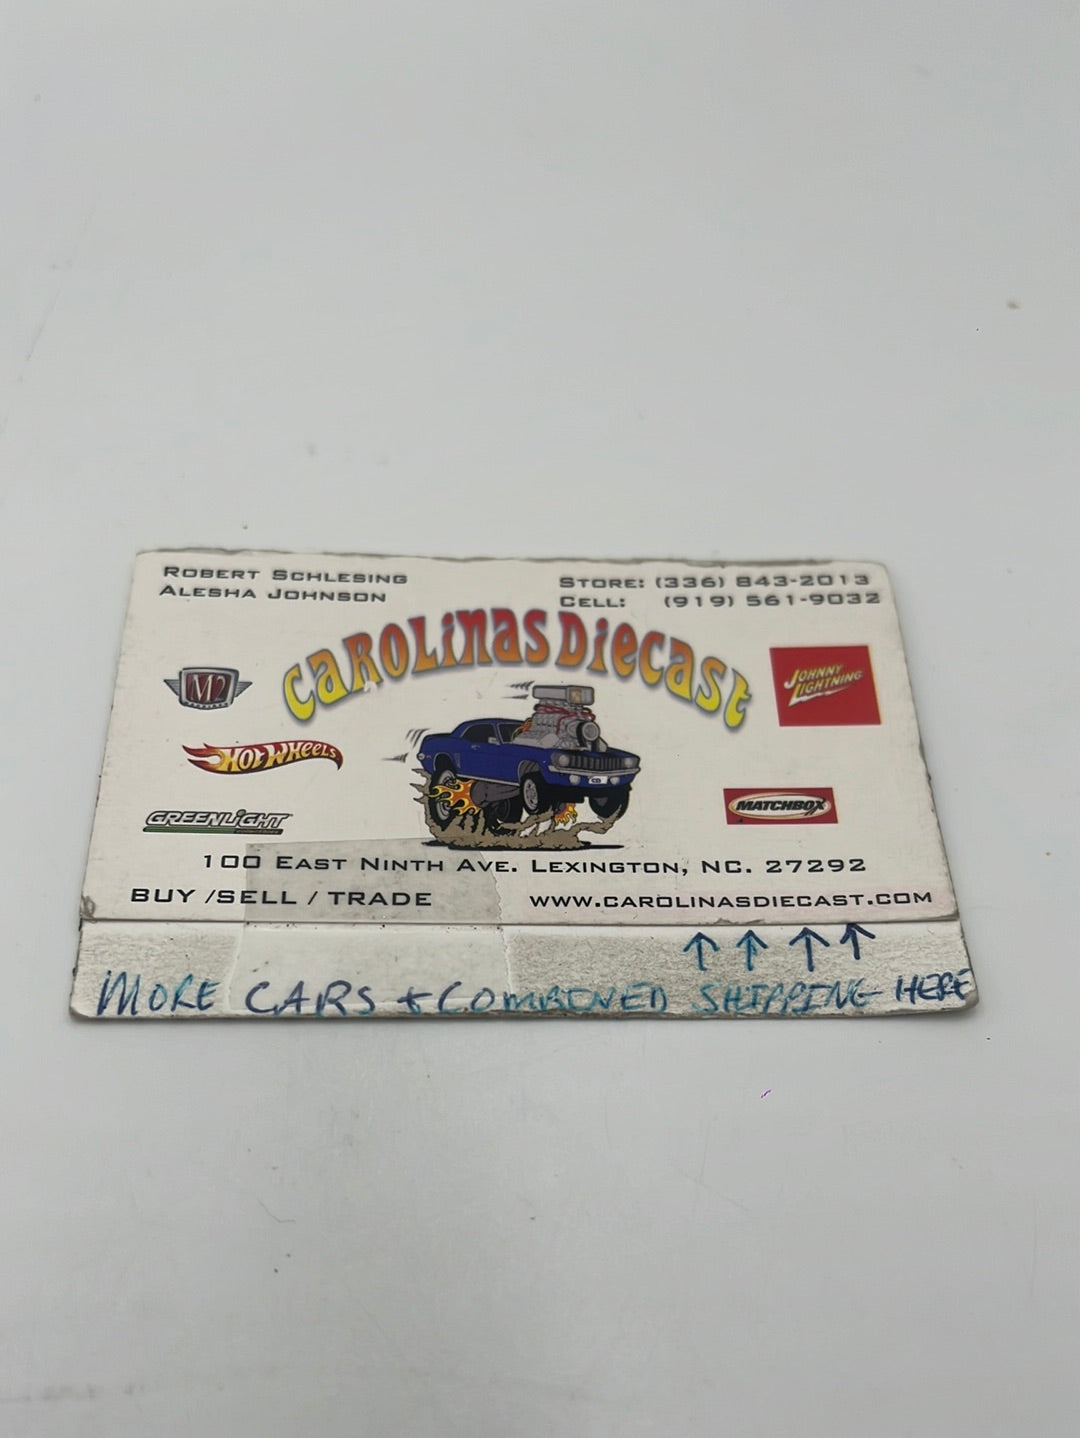 ROBERT SCHLESING
ALESHA JOHNSON
STORE: (336) 843-2013
CELL: (919) 561-9032
CAROLINAS DIECAST
M2
JOHNNY LIGHTNING
HOT WHEELS
GREENLIGHT
MATCHBOX
100 EAST NINTH AVE. LEXINGTON, NC. 27292
BUY /SELL / TRADE
WWW.CAROLINASDIECAST.COM
↑ ↑ ↑ ↑
MORE CARS + COMBINED SHIPPING HERE